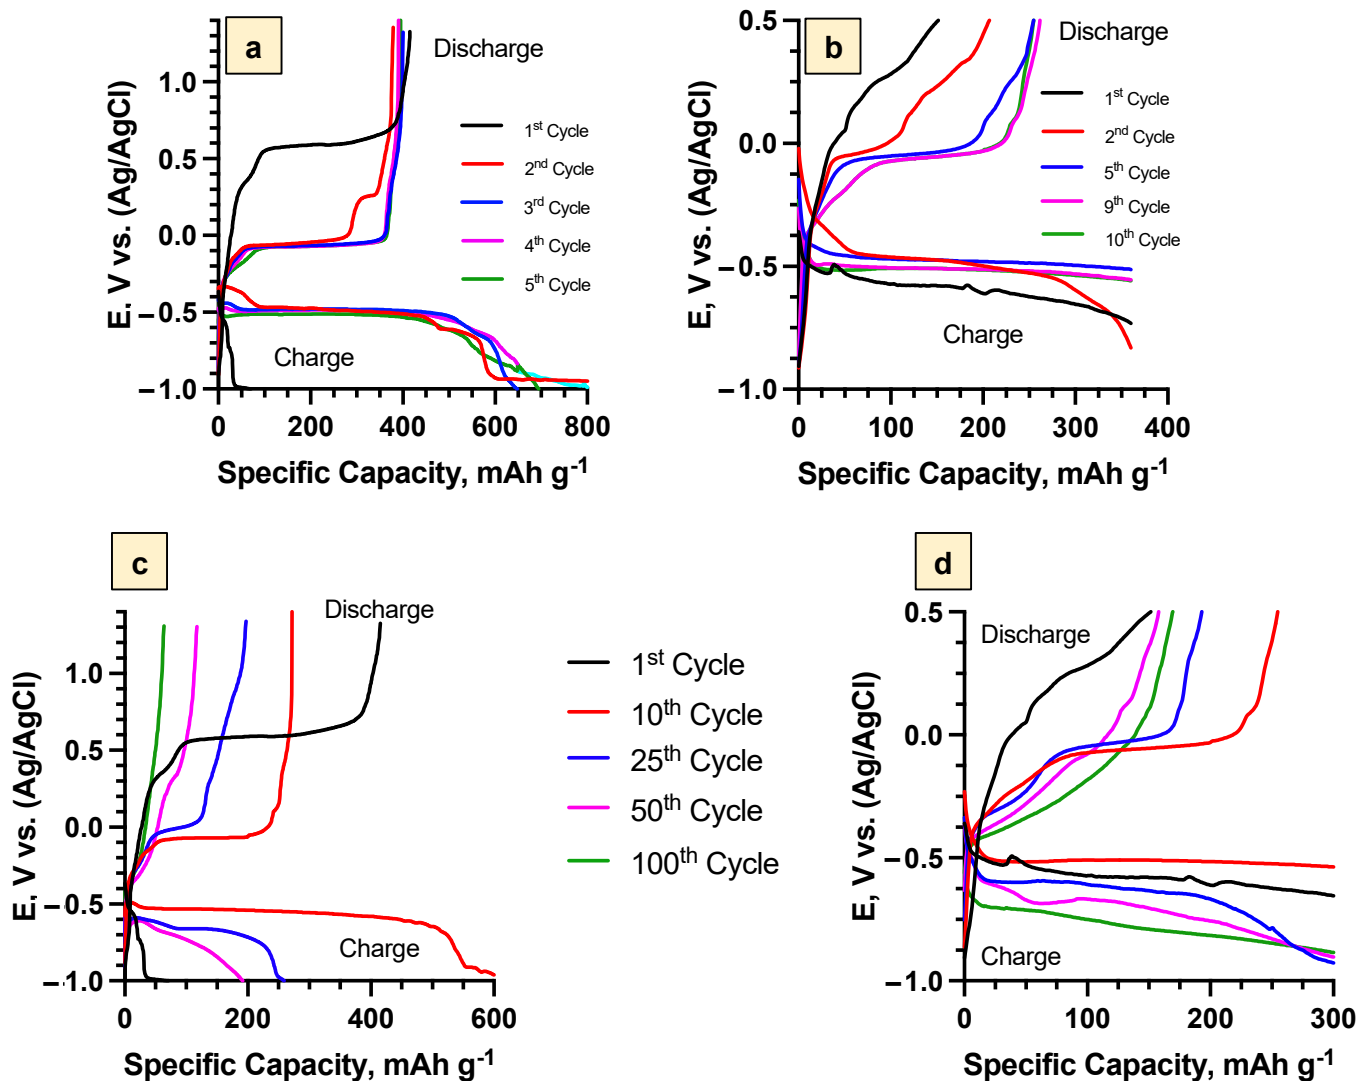 a
Discharge
1st Cycle
2nd Cycle
3rd Cycle
4th Cycle
5th Cycle
Charge
1.0
0.5
0.0
−0.5
−1.0
0 200 400 600 800
E, V vs. (Ag/AgCl)
Specific Capacity, mAh g-1
b
Discharge
1st Cycle
2nd Cycle
5th Cycle
9th Cycle
10th Cycle
Charge
0.5
0.0
−0.5
−1.0
0 100 200 300 400
E, V vs. (Ag/AgCl)
Specific Capacity, mAh g-1
c
Discharge
Charge
1.0
0.5
0.0
−0.5
-1.0
0 200 400 600
E, V vs. (Ag/AgCl)
Specific Capacity, mAh g-1
1st Cycle
10th Cycle
25th Cycle
50th Cycle
100th Cycle
d
Discharge
Charge
0.5
0.0
−0.5
−1.0
0 100 200 300
E, V vs. (Ag/AgCl)
Specific Capacity, mAh g-1